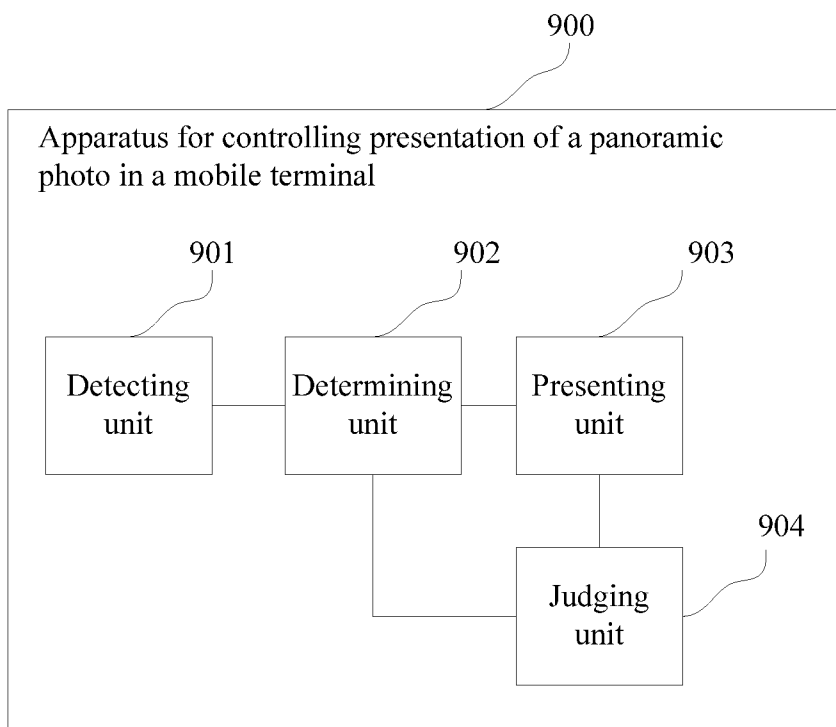 900
Apparatus for controlling presentation of a panoramic
photo in a mobile terminal
901
902
903
Detecting
unit
Determining
unit
Presenting
unit
904
Judging
unit